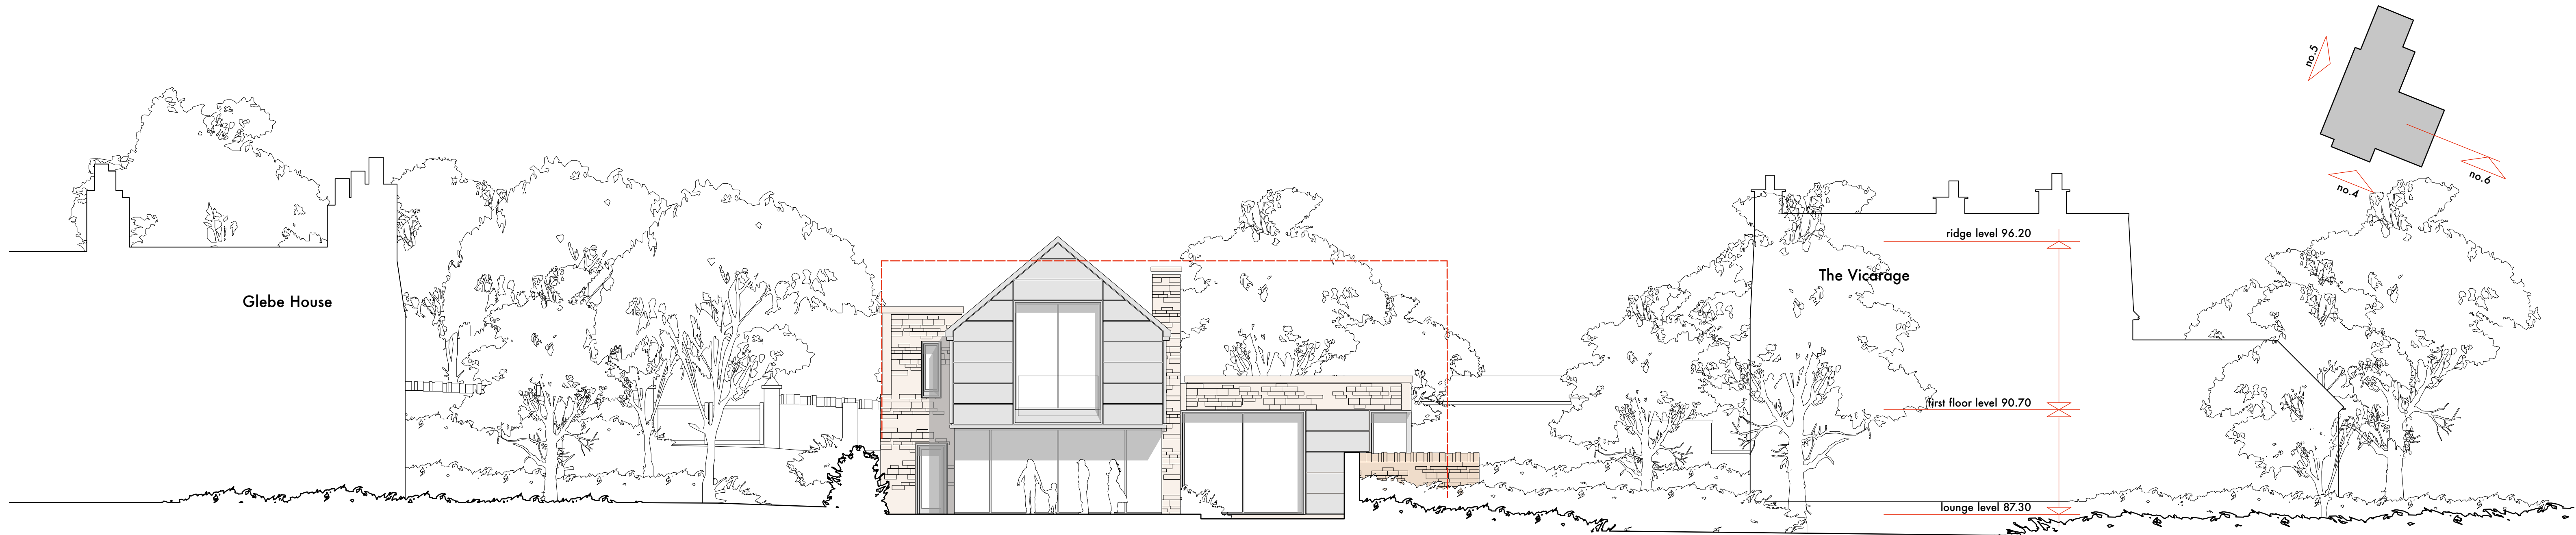 no.5
no.6
no.4
ridge level 96.20
The Vicarage
Glebe House
first floor level 90.70
lounge level 87.30